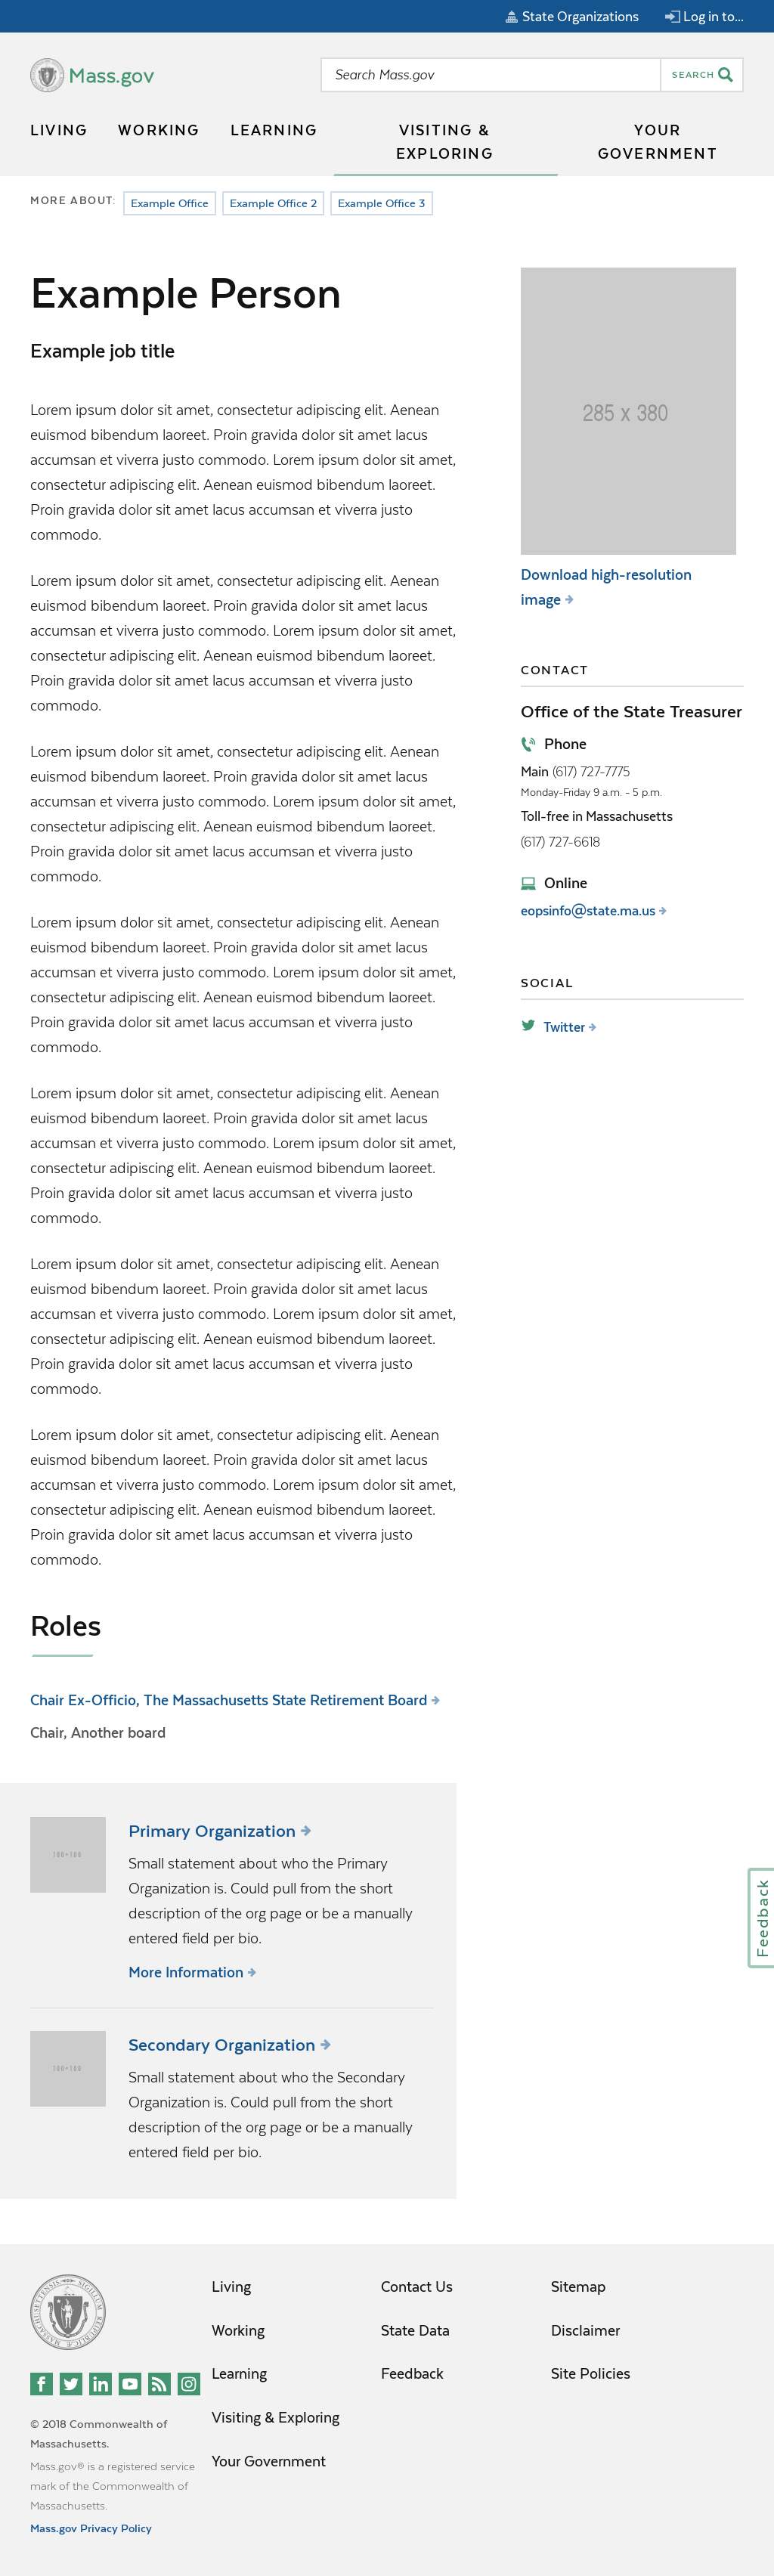 State Organizations
Log in to...
Mass.gov
Search Mass.gov
SEARCH
LIVING
WORKING
LEARNING
VISITING &
EXPLORING
YOUR
GOVERNMENT
MORE ABOUT:
Example Office
Example Office 2
Example Office 3
Example Person
Example job title
Lorem ipsum dolor sit amet, consectetur adipiscing elit. Aenean
euismod bibendum laoreet. Proin gravida dolor sit amet lacus
accumsan et viverra justo commodo. Lorem ipsum dolor sit amet,
consectetur adipiscing elit. Aenean euismod bibendum laoreet.
Proin gravida dolor sit amet lacus accumsan et viverra justo
commodo.
Lorem ipsum dolor sit amet, consectetur adipiscing elit. Aenean
euismod bibendum laoreet. Proin gravida dolor sit amet lacus
accumsan et viverra justo commodo. Lorem ipsum dolor sit amet,
consectetur adipiscing elit. Aenean euismod bibendum laoreet.
Proin gravida dolor sit amet lacus accumsan et viverra justo
commodo.
Lorem ipsum dolor sit amet, consectetur adipiscing elit. Aenean
euismod bibendum laoreet. Proin gravida dolor sit amet lacus
accumsan et viverra justo commodo. Lorem ipsum dolor sit amet,
consectetur adipiscing elit. Aenean euismod bibendum laoreet.
Proin gravida dolor sit amet lacus accumsan et viverra justo
commodo.
Lorem ipsum dolor sit amet, consectetur adipiscing elit. Aenean
euismod bibendum laoreet. Proin gravida dolor sit amet lacus
accumsan et viverra justo commodo. Lorem ipsum dolor sit amet,
consectetur adipiscing elit. Aenean euismod bibendum laoreet.
Proin gravida dolor sit amet lacus accumsan et viverra justo
commodo.
Lorem ipsum dolor sit amet, consectetur adipiscing elit. Aenean
euismod bibendum laoreet. Proin gravida dolor sit amet lacus
accumsan et viverra justo commodo. Lorem ipsum dolor sit amet,
consectetur adipiscing elit. Aenean euismod bibendum laoreet.
Proin gravida dolor sit amet lacus accumsan et viverra justo
commodo.
Lorem ipsum dolor sit amet, consectetur adipiscing elit. Aenean
euismod bibendum laoreet. Proin gravida dolor sit amet lacus
accumsan et viverra justo commodo. Lorem ipsum dolor sit amet,
consectetur adipiscing elit. Aenean euismod bibendum laoreet.
Proin gravida dolor sit amet lacus accumsan et viverra justo
commodo.
Lorem ipsum dolor sit amet, consectetur adipiscing elit. Aenean
euismod bibendum laoreet. Proin gravida dolor sit amet lacus
accumsan et viverra justo commodo. Lorem ipsum dolor sit amet,
consectetur adipiscing elit. Aenean euismod bibendum laoreet.
Proin gravida dolor sit amet lacus accumsan et viverra justo
commodo.
285 x 380
Download high-resolution
image
CONTACT
Office of the State Treasurer
Phone
Main (617) 727-7775
Monday-Friday 9 a.m. - 5 p.m.
Toll-free in Massachusetts
(617) 727-6618
Online
eopsinfo@state.ma.us
SOCIAL
Twitter
Roles
Chair Ex-Officio, The Massachusetts State Retirement Board
Chair, Another board
100×100
Primary Organization
Small statement about who the Primary
Organization is. Could pull from the short
description of the org page or be a manually
entered field per bio.
More Information
100×100
Secondary Organization
Small statement about who the Secondary
Organization is. Could pull from the short
description of the org page or be a manually
entered field per bio.
Feedback
Living
Working
Learning
Visiting & Exploring
Your Government
Contact Us
State Data
Feedback
Sitemap
Disclaimer
Site Policies
© 2018 Commonwealth of
Massachusetts.
Mass.gov® is a registered service
mark of the Commonwealth of
Massachusetts.
Mass.gov Privacy Policy